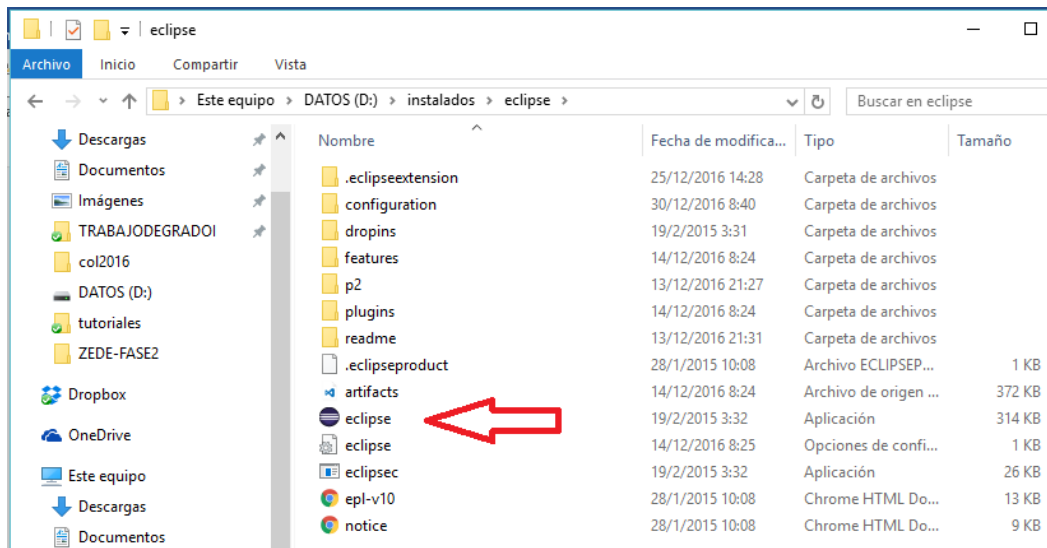 eclipse
Archivo Inicio Compartir Vista
Este equipo > DATOS (D:) > instalados > eclipse > Buscar en eclipse
Descargas
Documentos
Imágenes
TRABAJODEGRADOI
col2016
DATOS (D:)
tutoriales
ZEDE-FASE2
Dropbox
OneDrive
Este equipo
Descargas
Documentos
Nombre Fecha de modifica... Tipo Tamaño
.eclipseextension 25/12/2016 14:28 Carpeta de archivos
configuration 30/12/2016 8:40 Carpeta de archivos
dropins 19/2/2015 3:31 Carpeta de archivos
features 14/12/2016 8:24 Carpeta de archivos
p2 13/12/2016 21:27 Carpeta de archivos
plugins 14/12/2016 8:24 Carpeta de archivos
readme 13/12/2016 21:31 Carpeta de archivos
.eclipseproduct 28/1/2015 10:08 Archivo ECLIPSEP... 1 KB
artifacts 14/12/2016 8:24 Archivo de origen ... 372 KB
eclipse 19/2/2015 3:32 Aplicación 314 KB
eclipse 14/12/2016 8:25 Opciones de confi... 1 KB
eclipsec 19/2/2015 3:32 Aplicación 26 KB
epl-v10 28/1/2015 10:08 Chrome HTML Do... 13 KB
notice 28/1/2015 10:08 Chrome HTML Do... 9 KB